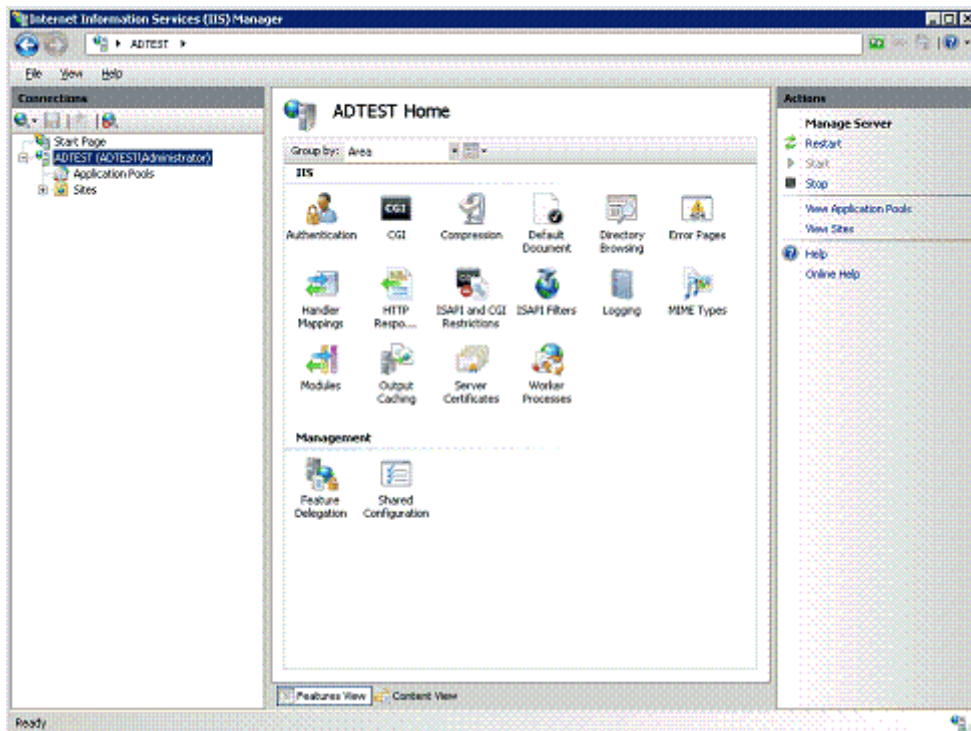 Internet Information Services (IIS) Manager
ADTEST
File View Help
Connections
Start Page
ADTEST (ADTEST\Administrator)
Application Pools
Sites
ADTEST Home
Group by: Area
IIS
Authentication
CGI
CGI
Compression
Default
Document
Directory
Browsing
Error Pages
Handler
Mappings
HTTP
Respo....
ISAPI and CGI
Restrictions
ISAPI Filters
Logging
MIME Types
Modules
Output
Caching
Server
Certificates
Worker
Processes
Management
Feature
Delegation
Shared
Configuration
Features View Content View
Actions
Manage Server
Restart
Start
Stop
View Application Pools
View Sites
Help
Online Help
Ready